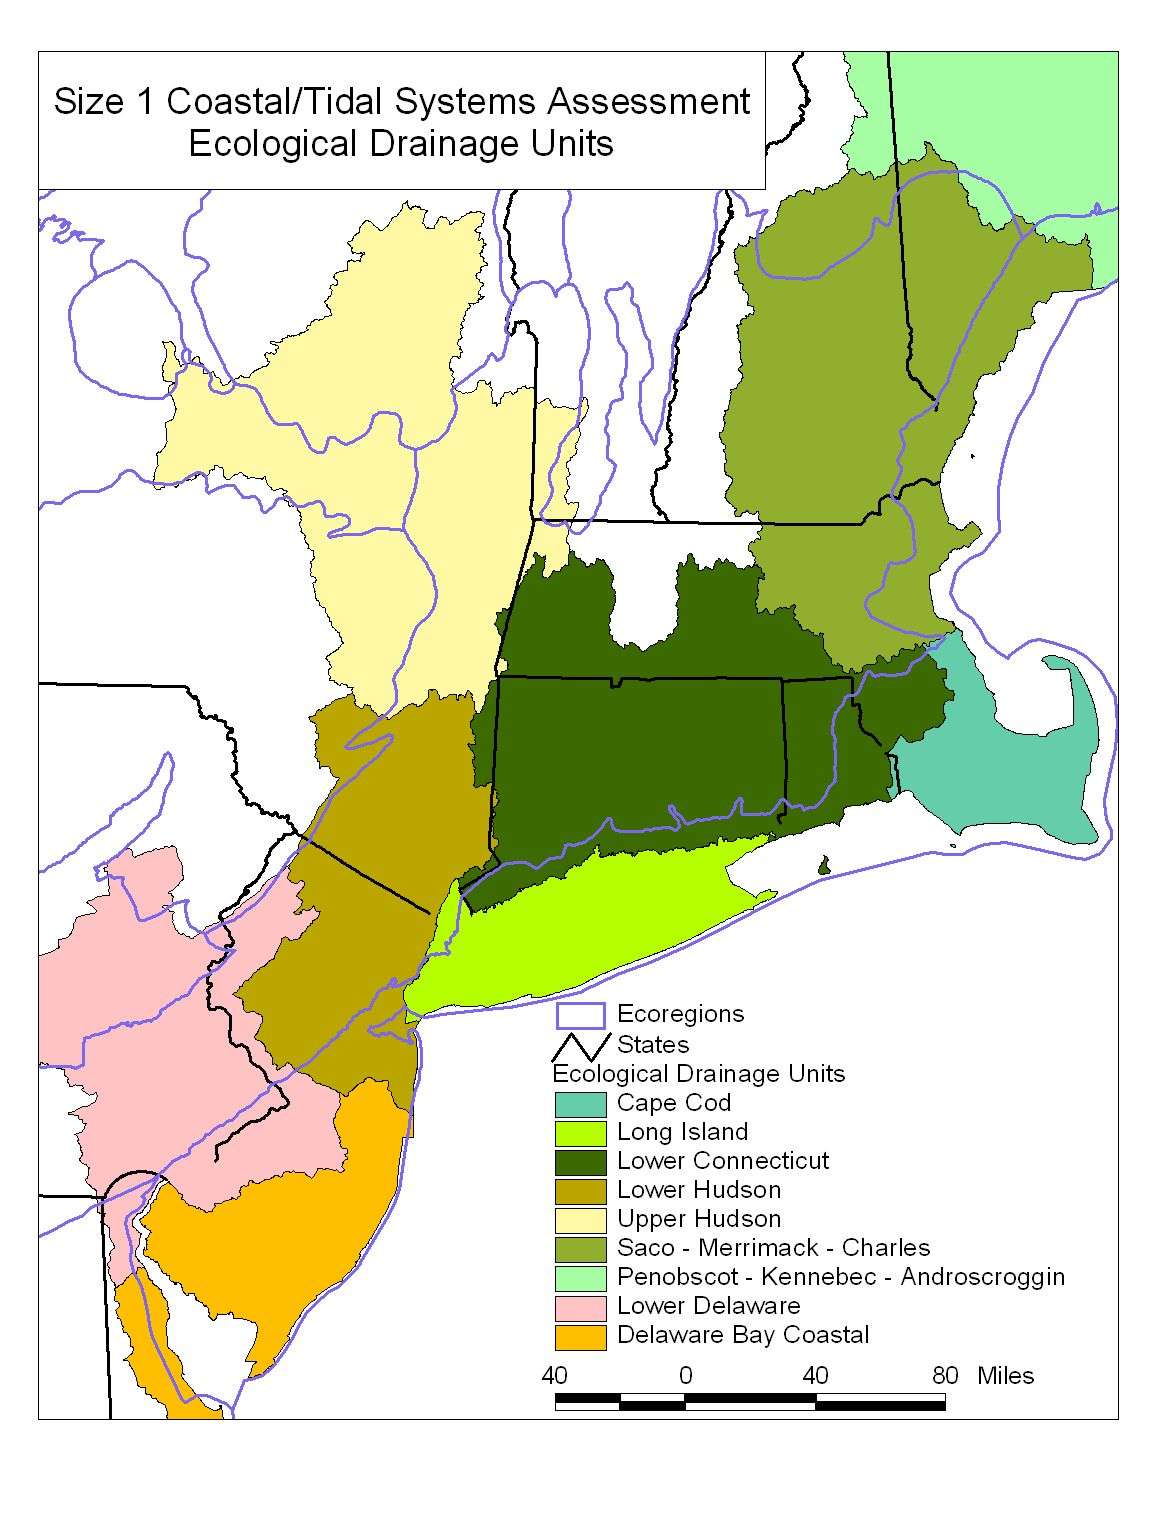 Size 1 Coastal/Tidal Systems Assessment
Ecological Drainage Units
Ecoregions
States
Ecological Drainage Units
Cape Cod
Long Island
Lower Connecticut
Lower Hudson
Upper Hudson
Saco - Merrimack - Charles
Penobscot - Kennebec - Androscroggin
Lower Delaware
Delaware Bay Coastal
40 0 40 80 Miles